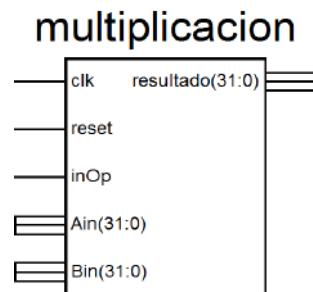 multiplicacion
clk resultado(31:0)
reset
inOp
Ain(31:0)
Bin(31:0)